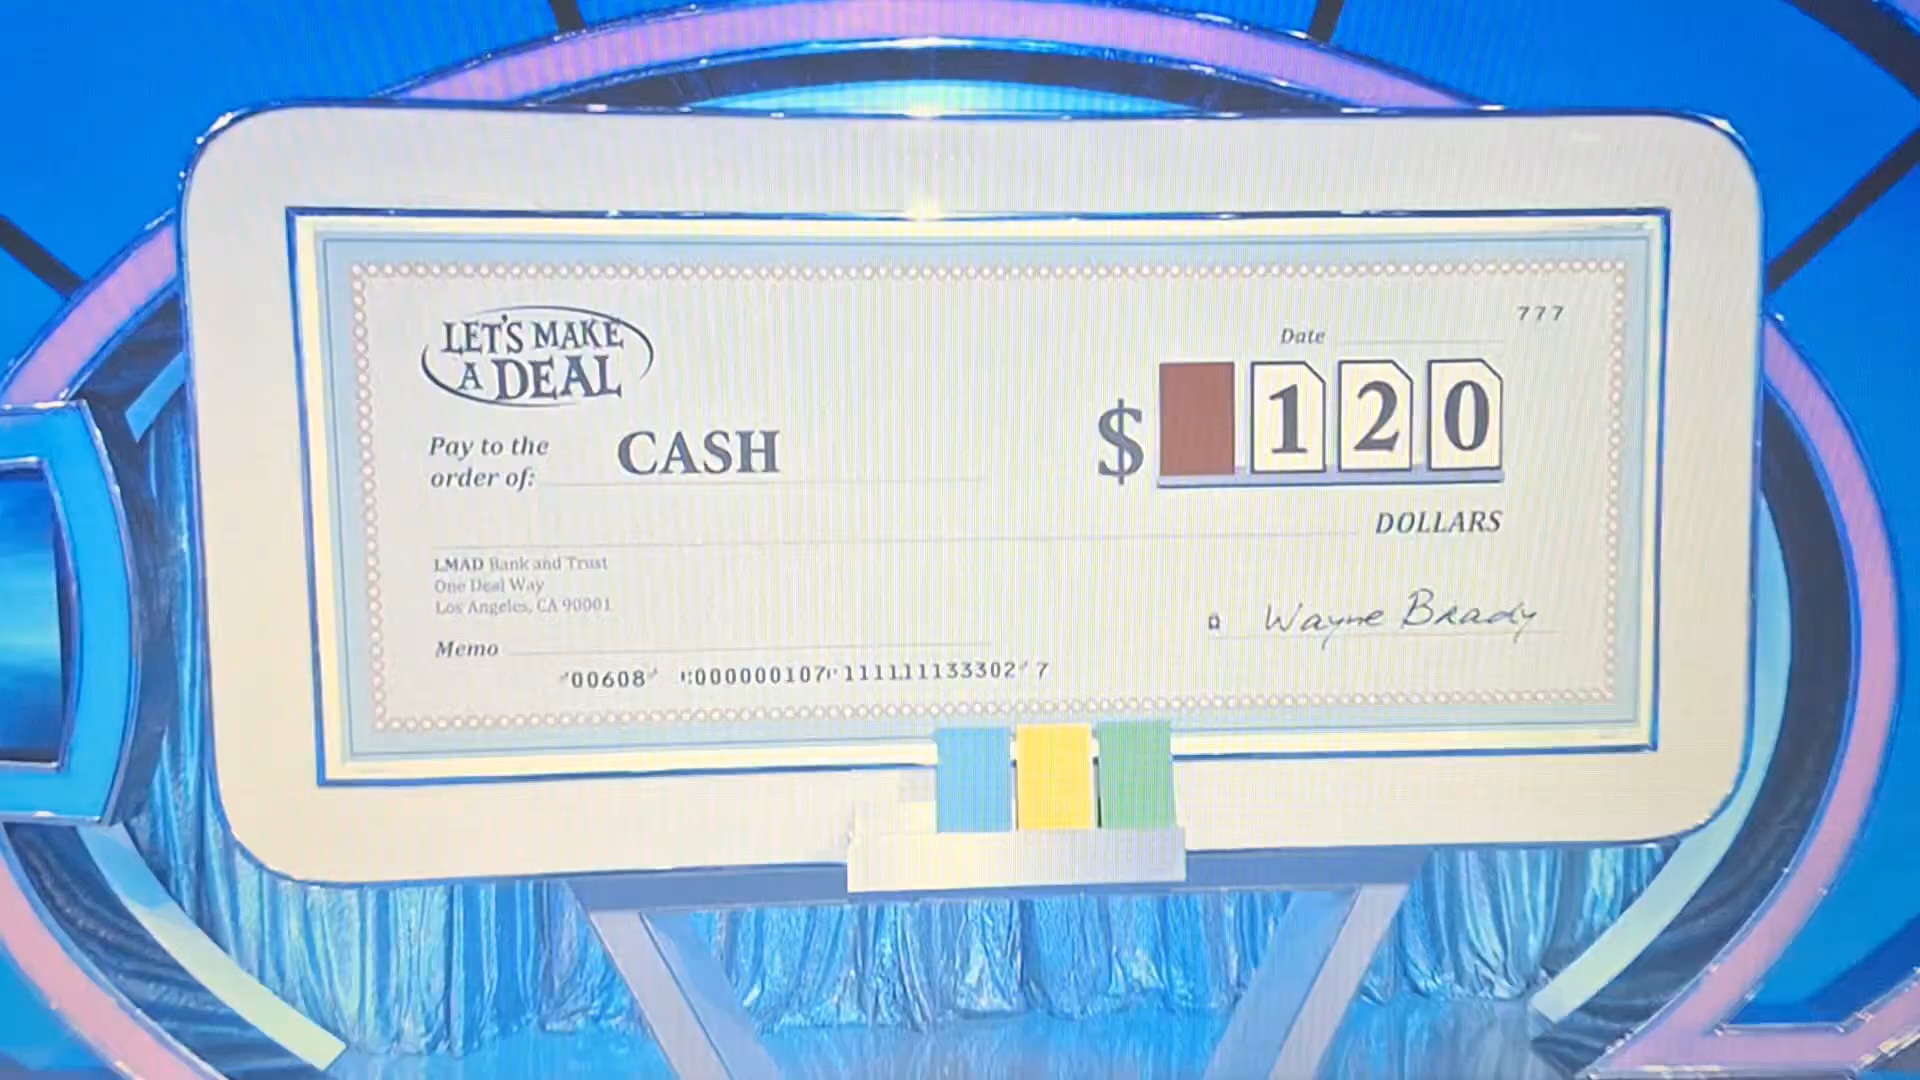 LET'S MAKE
A DEAL
777
Date
Pay to the
order of:
CASH
$ 120
DOLLARS
LMAD Bank and Trust
One Deal Way
Los Angeles, CA 90001
Wayne Brady
Memo
00608 000000107 111111133302 7